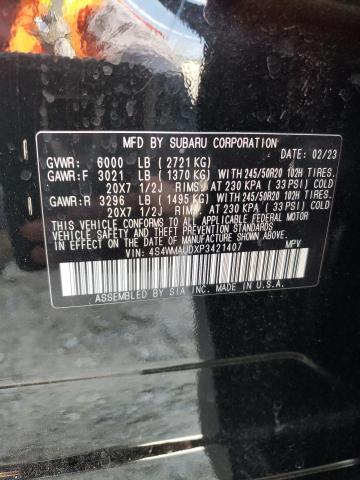 MFD BY SUBARU CORPORATION
DATE: 02/23
GVWR: 6000 LB (2721 KG)
GAWR:F 3021 LB (1370 KG) WITH 245/50R20 102H TIRES.
20X7 1/2J RIMS AT 230 KPA (33 PSI) COLD
GAWR:R 3296 LB (1495 KG) WITH 245/50R20 102H TIRES.
20X7 1/2J RIMS AT 230 KPA (33 PSI) COLD
THIS VEHICLE CONFORMS TO ALL APPLICABLE FEDERAL MOTOR
VEHICLE SAFETY AND THEFT PREVENTION STANDARDS
IN EFFECT ON THE DATE OF MANUFACTURE SHOWN ABOVE.
VIN: 4S4WMAUDXP3421407 MPV
ASSEMBLED BY SIA INC. MADE IN U.S.A.